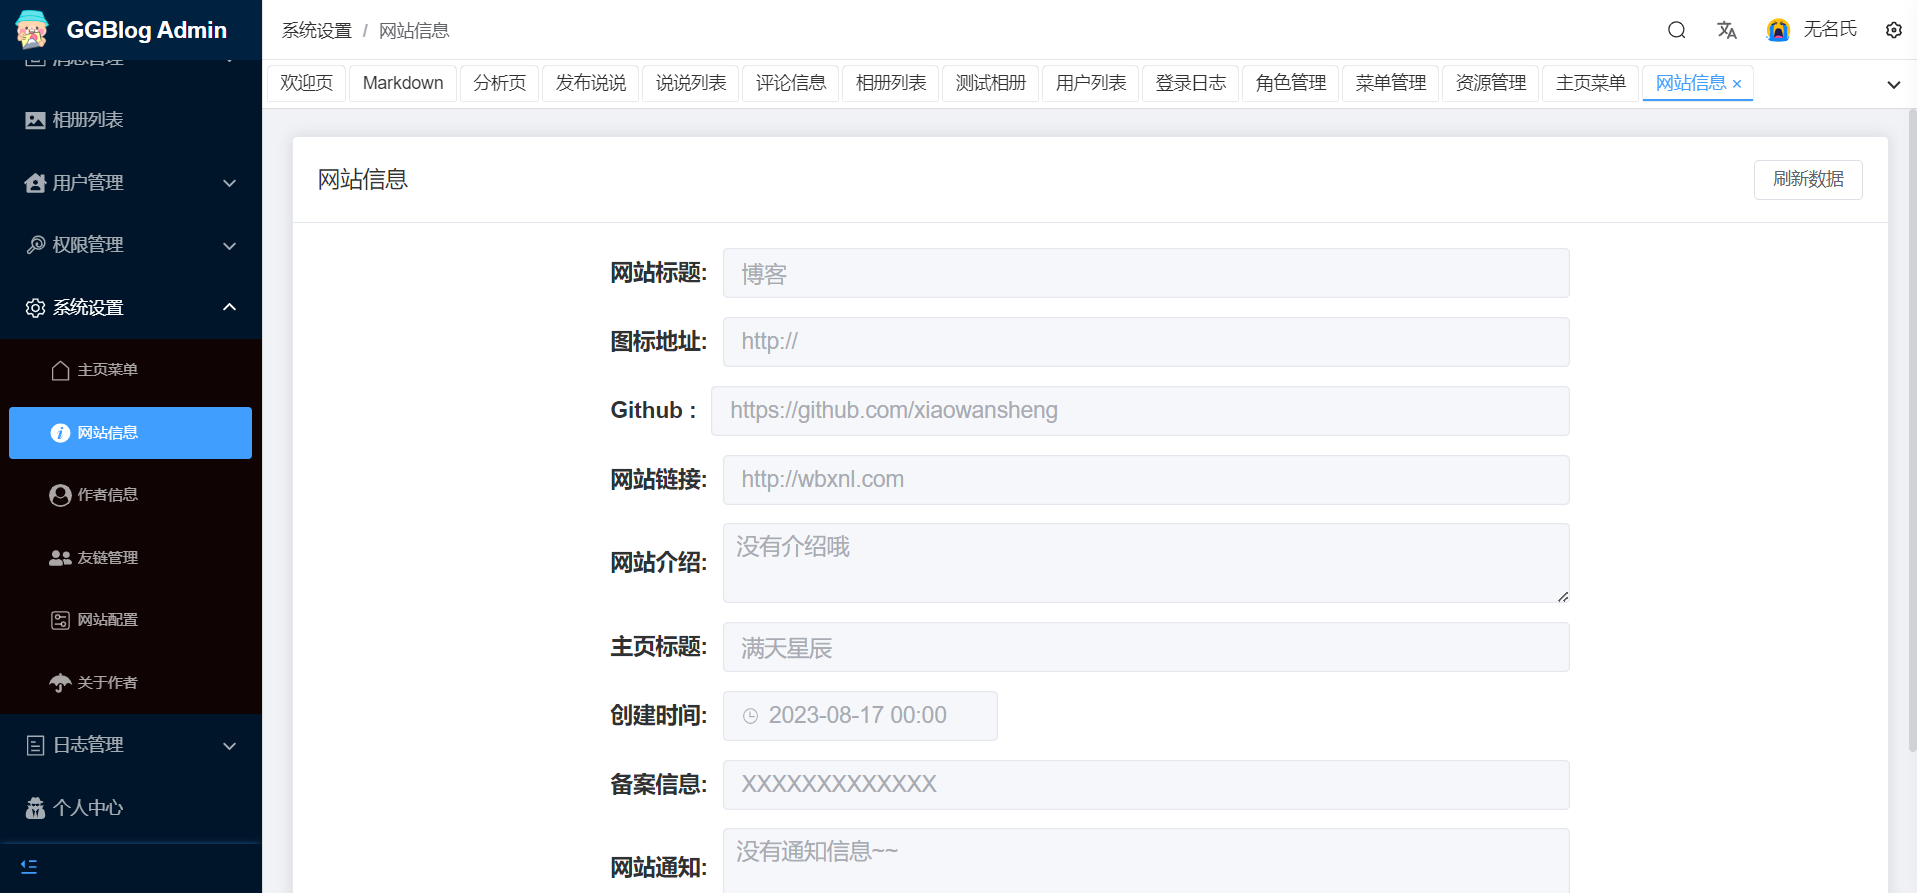 GGBlog Admin
消息管理
相册列表
用户管理
权限管理
系统设置
主页菜单
网站信息
作者信息
友链管理
网站配置
关于作者
日志管理
个人中心
系统设置 / 网站信息
无名氏
欢迎页 Markdown 分析页 发布说说 说说列表 评论信息 相册列表 测试相册 用户列表 登录日志 角色管理 菜单管理 资源管理 主页菜单 网站信息 ×
网站信息
刷新数据
网站标题: 博客
图标地址: http://
Github : https://github.com/xiaowansheng
网站链接: http://wbxnl.com
网站介绍: 没有介绍哦
主页标题: 满天星辰
创建时间: 2023-08-17 00:00
备案信息: XXXXXXXXXXXXX
网站通知: 没有通知信息~~